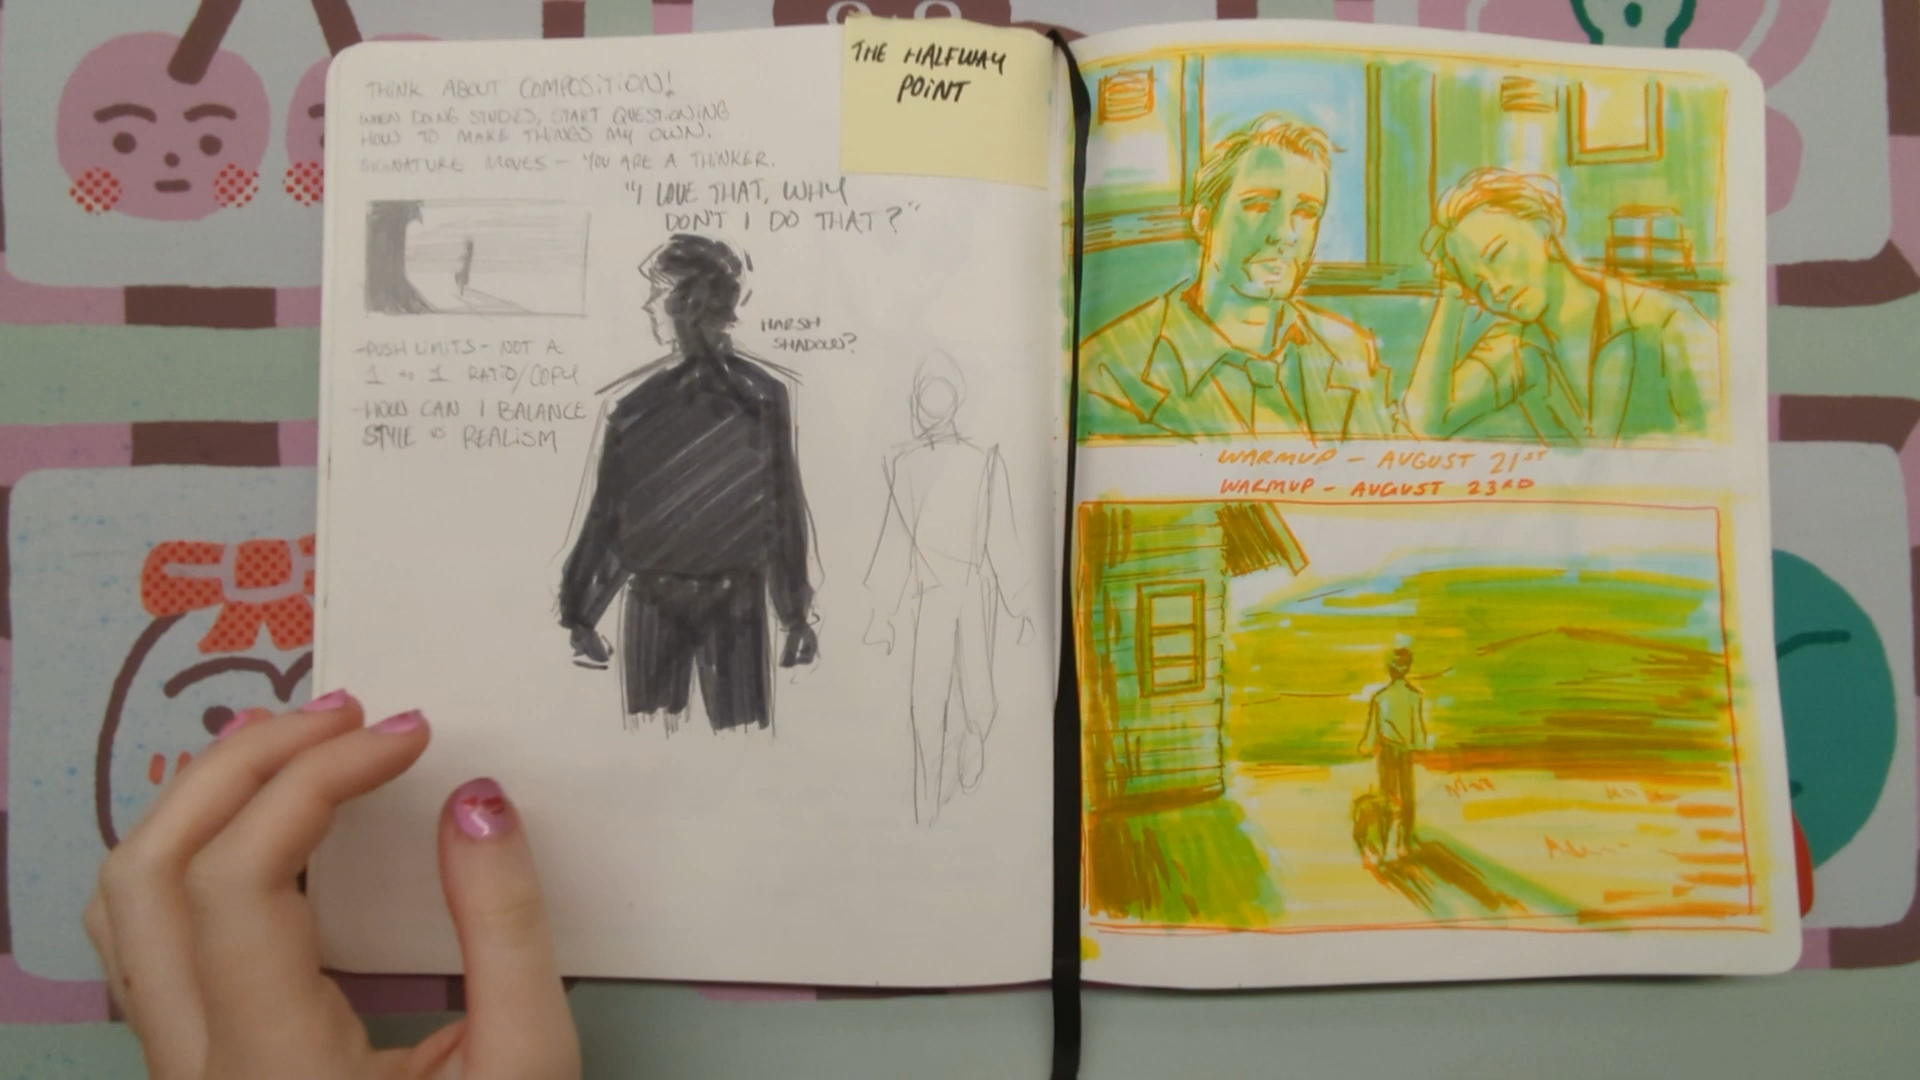 THINK ABOUT COMPOSITION!
WHEN DOING STUDIES, START QUESTIONING
HOW TO MAKE THINGS MY OWN.
SIGNATURE MOVES - YOU ARE A THINKER.
"I LOVE THAT, WHY
DON'T I DO THAT?"
HARSH
SHADOW?
-PUSH LIMITS - NOT A
1 to 1 RATIO/COPY
-HOW CAN I BALANCE
STYLE vs REALISM
THE HALFWAY
POINT
WARMUP - AUGUST 21ST
WARMUP - AUGUST 23RD